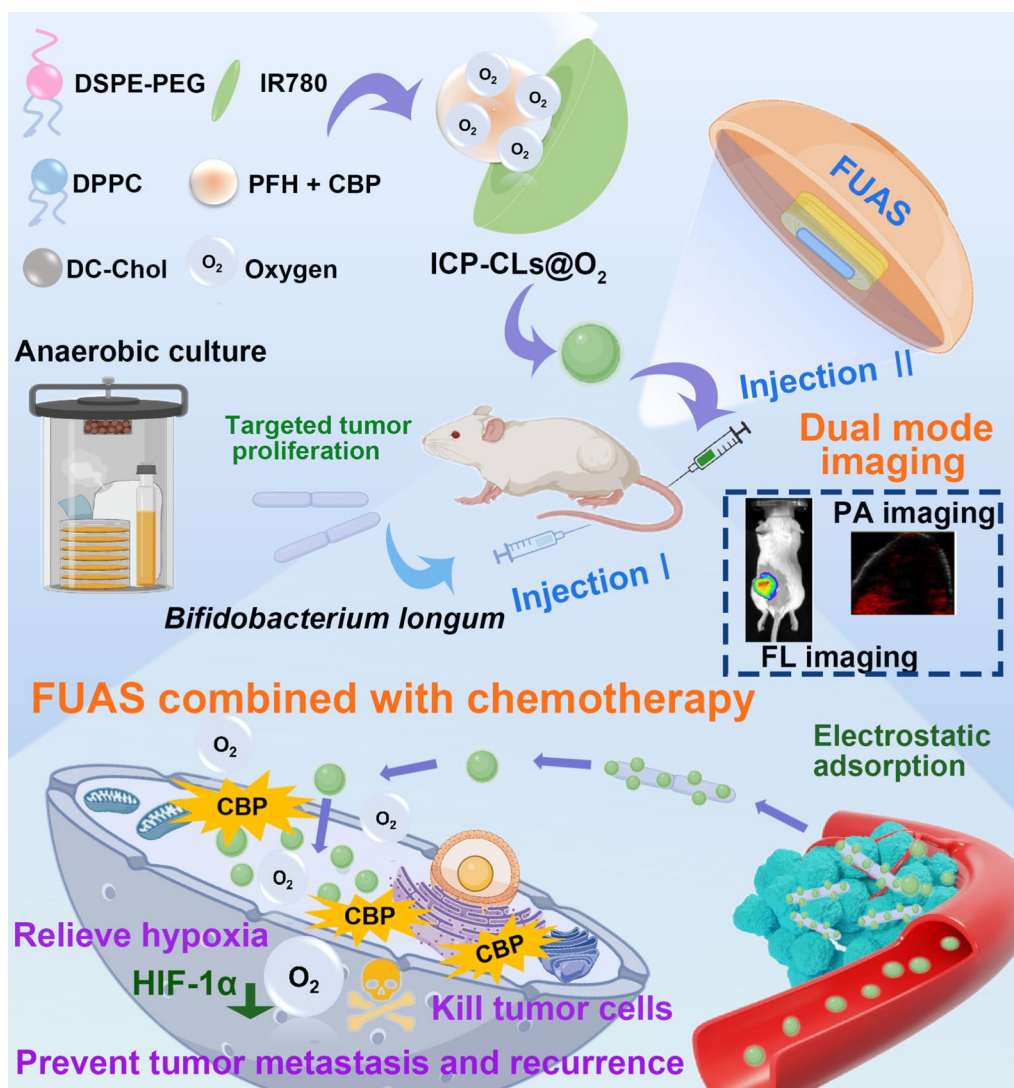 DSPE-PEG
IR780
DPPC
PFH + CBP
DC-Chol
O₂
Oxygen
O₂
O₂
O₂
O₂
ICP-CLs@O₂
FUAS
Anaerobic culture
Targeted tumor
proliferation
Bifidobacterium longum
Injection Ⅰ
Injection Ⅱ
Dual mode
imaging
PA imaging
FL imaging
FUAS combined with chemotherapy
Electrostatic
adsorption
O₂
CBP
O₂
O₂
CBP
CBP
Relieve hypoxia
HIF-1α
O₂
Kill tumor cells
Prevent tumor metastasis and recurrence